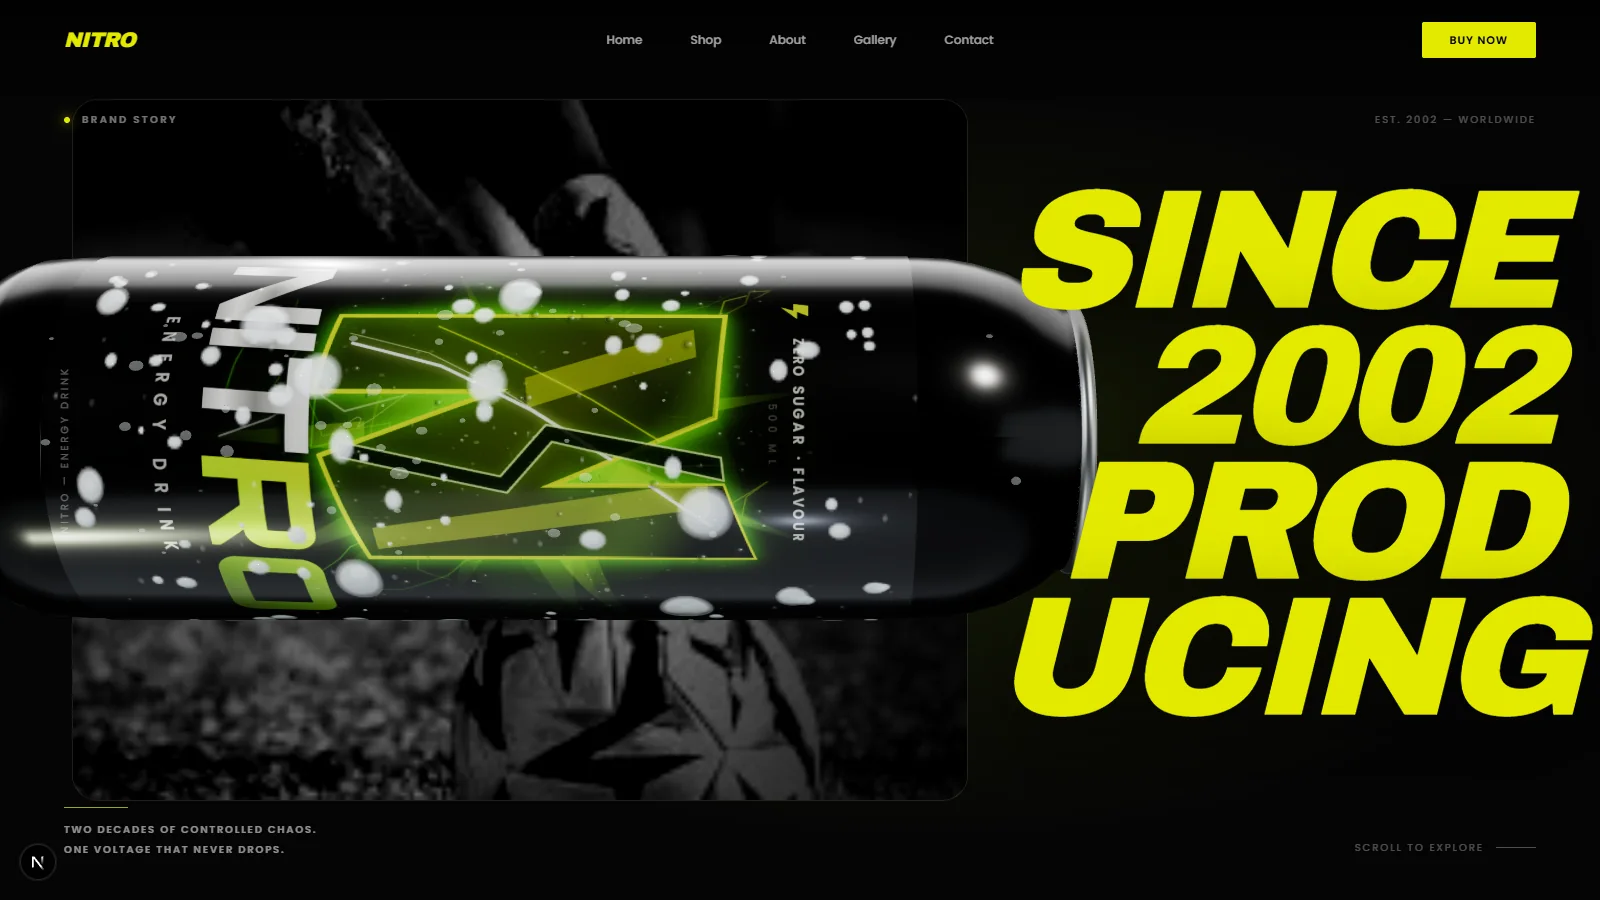 NITRO
Home
Shop
About
Gallery
Contact
BUY NOW
BRAND STORY
EST. 2002 — WORLDWIDE
SINCE
2002
PROD
UCING
NITRO — ENERGY DRINK
ENERGY DRINK
NITRO
500 ML
ZERO SUGAR · FLAVOUR
TWO DECADES OF CONTROLLED CHAOS.
ONE VOLTAGE THAT NEVER DROPS.
N
SCROLL TO EXPLORE